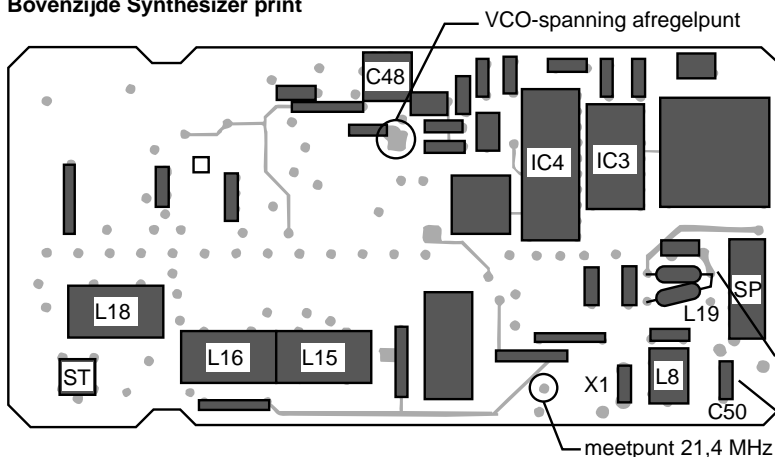 Bovenzijde Synthesizer print
VCO-spanning afregelpunt
C48
IC4
IC3
L18
SP
L19
L16
L15
ST
X1
L8
C50
meetpunt 21,4 MHz